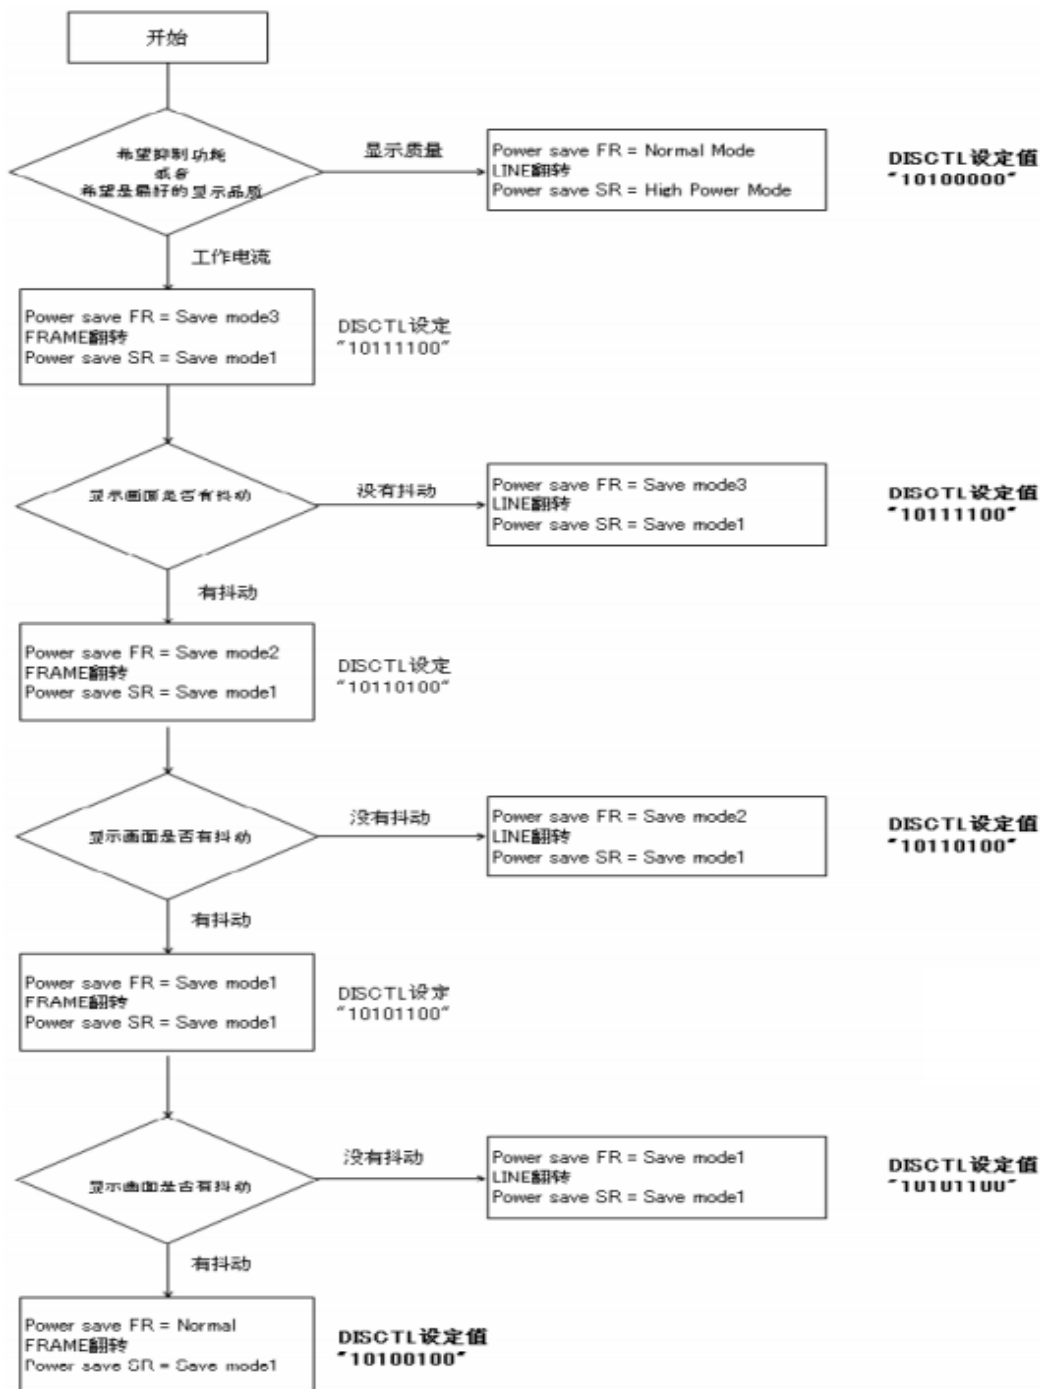 开始
希望抑制功能
或者
希望是最好的显示品质
显示质量
Power save FR = Normal Mode
LINE翻转
Power save SR = High Power Mode
DISCTL设定值
"10100000"
工作电流
Power save FR = Save mode3
FRAME翻转
Power save SR = Save mode1
DISCTL设定
"10111100"
显示画面是否有抖动
没有抖动
Power save FR = Save mode3
LINE翻转
Power save SR = Save mode1
DISCTL设定值
"10111100"
有抖动
Power save FR = Save mode2
FRAME翻转
Power save SR = Save mode1
DISCTL设定
"10110100"
显示画面是否有抖动
没有抖动
Power save FR = Save mode2
LINE翻转
Power save SR = Save mode1
DISCTL设定值
"10110100"
有抖动
Power save FR = Save mode1
FRAME翻转
Power save SR = Save mode1
DISCTL设定
"10101100"
显示画面是否有抖动
没有抖动
Power save FR = Save mode1
LINE翻转
Power save SR = Save mode1
DISCTL设定值
"10101100"
有抖动
Power save FR = Normal
FRAME翻转
Power save SR = Save mode1
DISCTL设定值
"10100100"